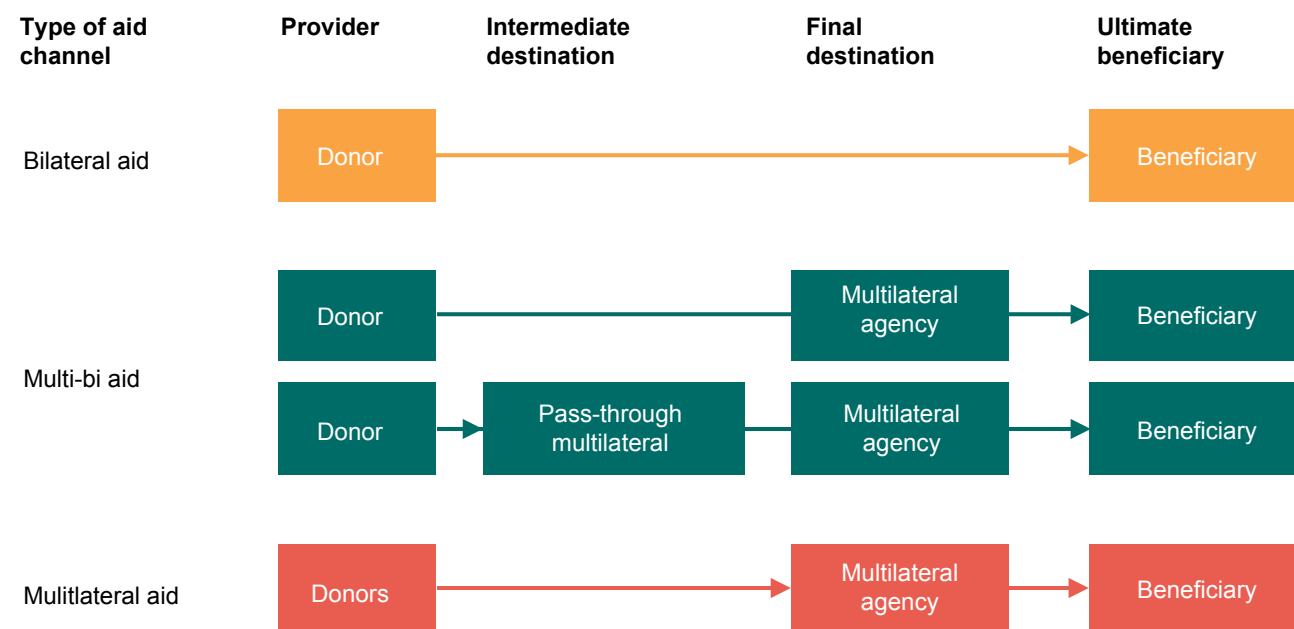 Type of aid
channel
Provider
Intermediate
destination
Final
destination
Ultimate
beneficiary
Bilateral aid
Donor
Beneficiary
Multi-bi aid
Donor
Multilateral
agency
Beneficiary
Donor
Pass-through
multilateral
Multilateral
agency
Beneficiary
Mulitlateral aid
Donors
Multilateral
agency
Beneficiary